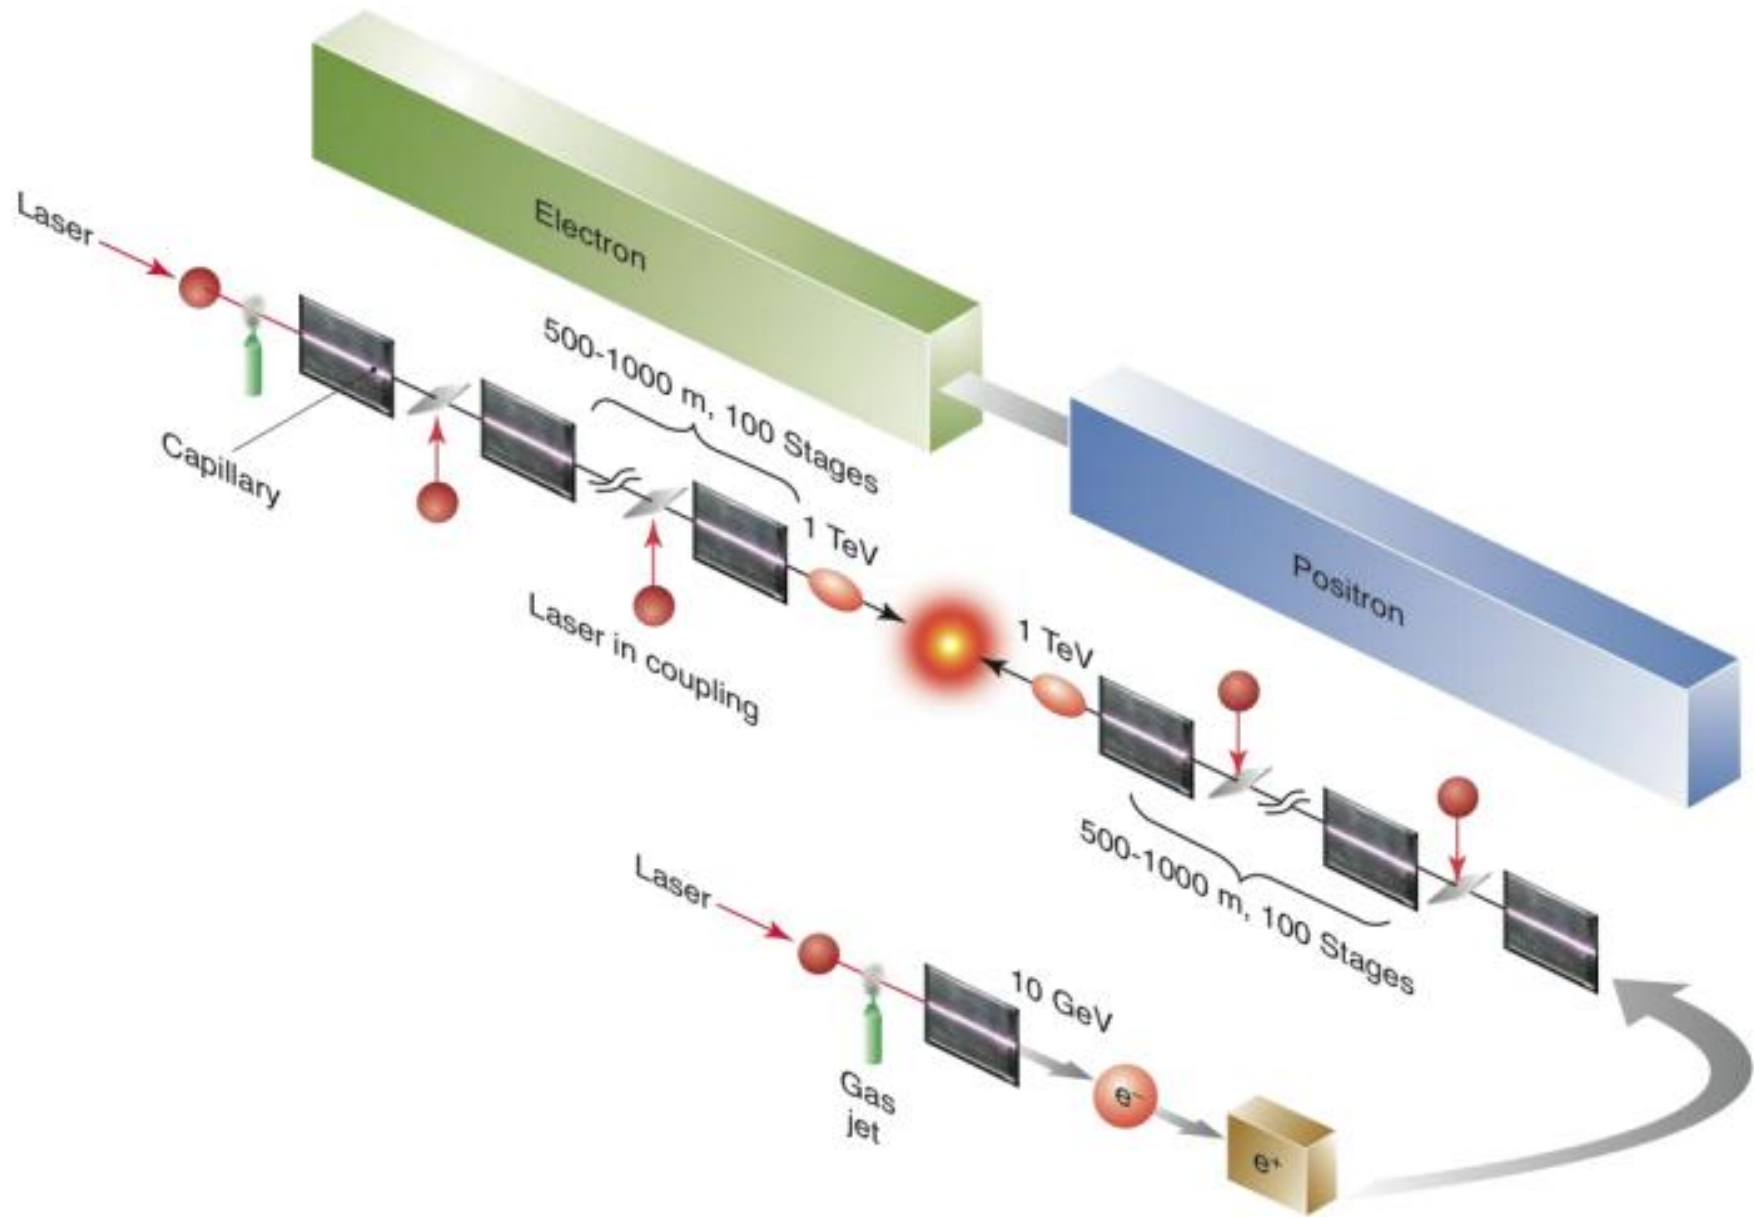 Electron
Laser
500-1000 m, 100 Stages
Capillary
1 TeV
Laser in coupling
Positron
1 TeV
500-1000 m, 100 Stages
Laser
10 GeV
Gas
jet
e⁻
e⁺